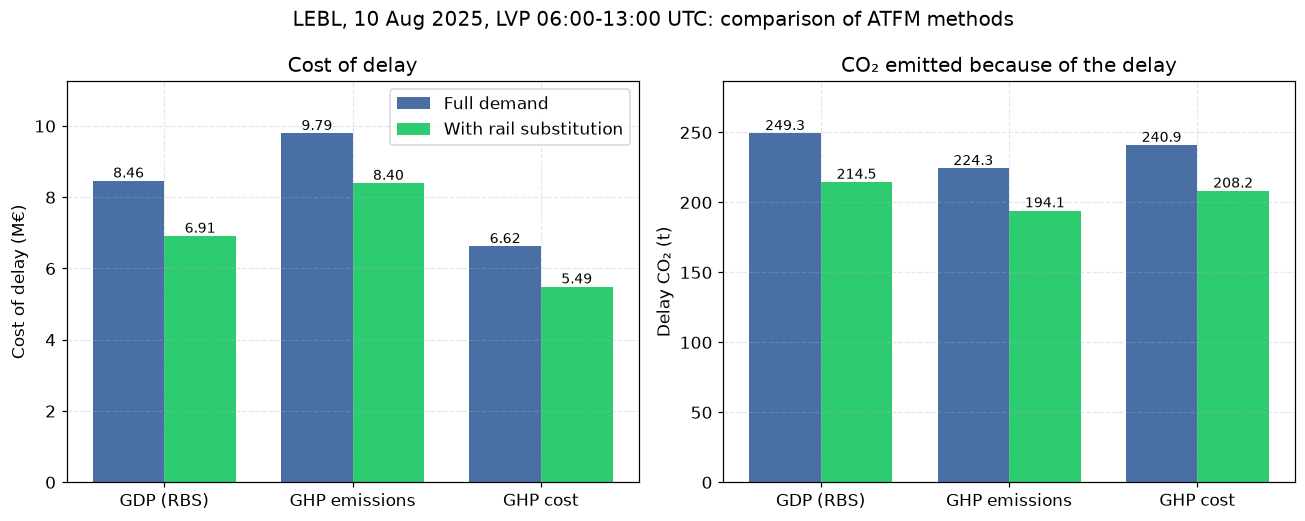 LEBL, 10 Aug 2025, LVP 06:00-13:00 UTC: comparison of ATFM methods
Cost of delay
Cost of delay (M€)
10
8
6
4
2
0
Full demand
With rail substitution
8.46
6.91
9.79
8.40
6.62
5.49
GDP (RBS)
GHP emissions
GHP cost
CO₂ emitted because of the delay
Delay CO₂ (t)
250
200
150
100
50
0
249.3
214.5
224.3
194.1
240.9
208.2
GDP (RBS)
GHP emissions
GHP cost